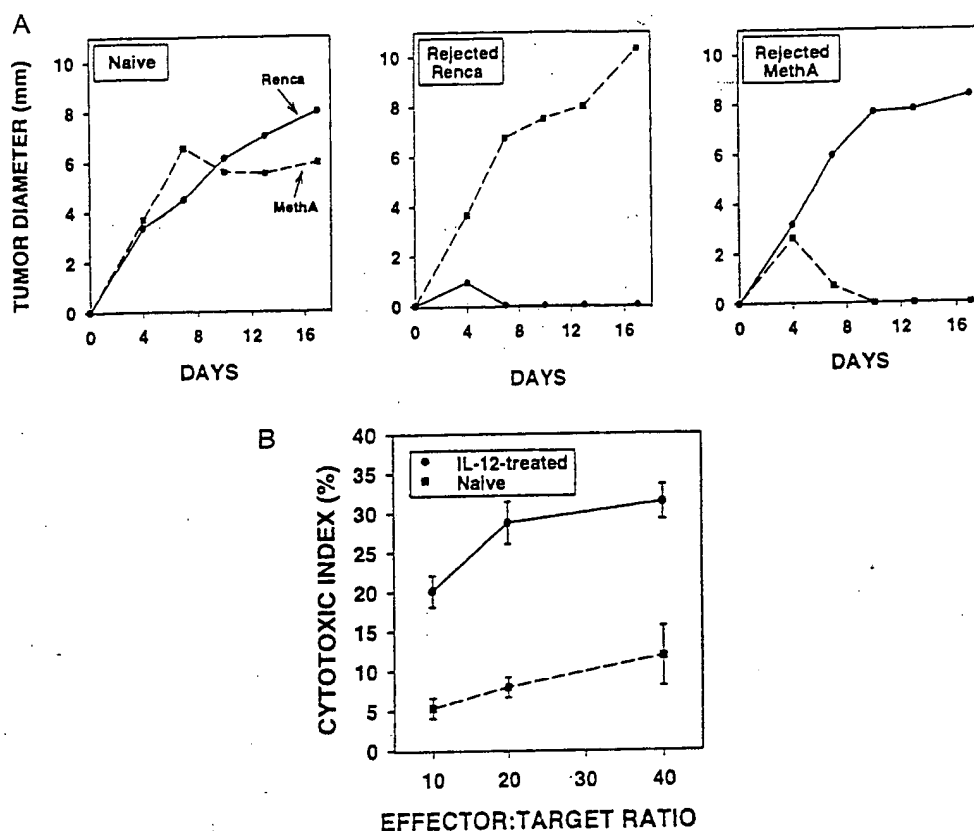 A
Naive
Rejected
Renca
Rejected
MethA
TUMOR DIAMETER (mm)
10
8
6
4
2
0
Renca
MethA
0 4 8 12 16
DAYS
10
8
6
4
2
0
0 4 8 12 16
DAYS
10
8
6
4
2
0
0 4 8 12 16
DAYS
B
CYTOTOXIC INDEX (%)
40
35
30
25
20
15
10
5
0
IL-12-treated
Naive
10 20 40
EFFECTOR:TARGET RATIO